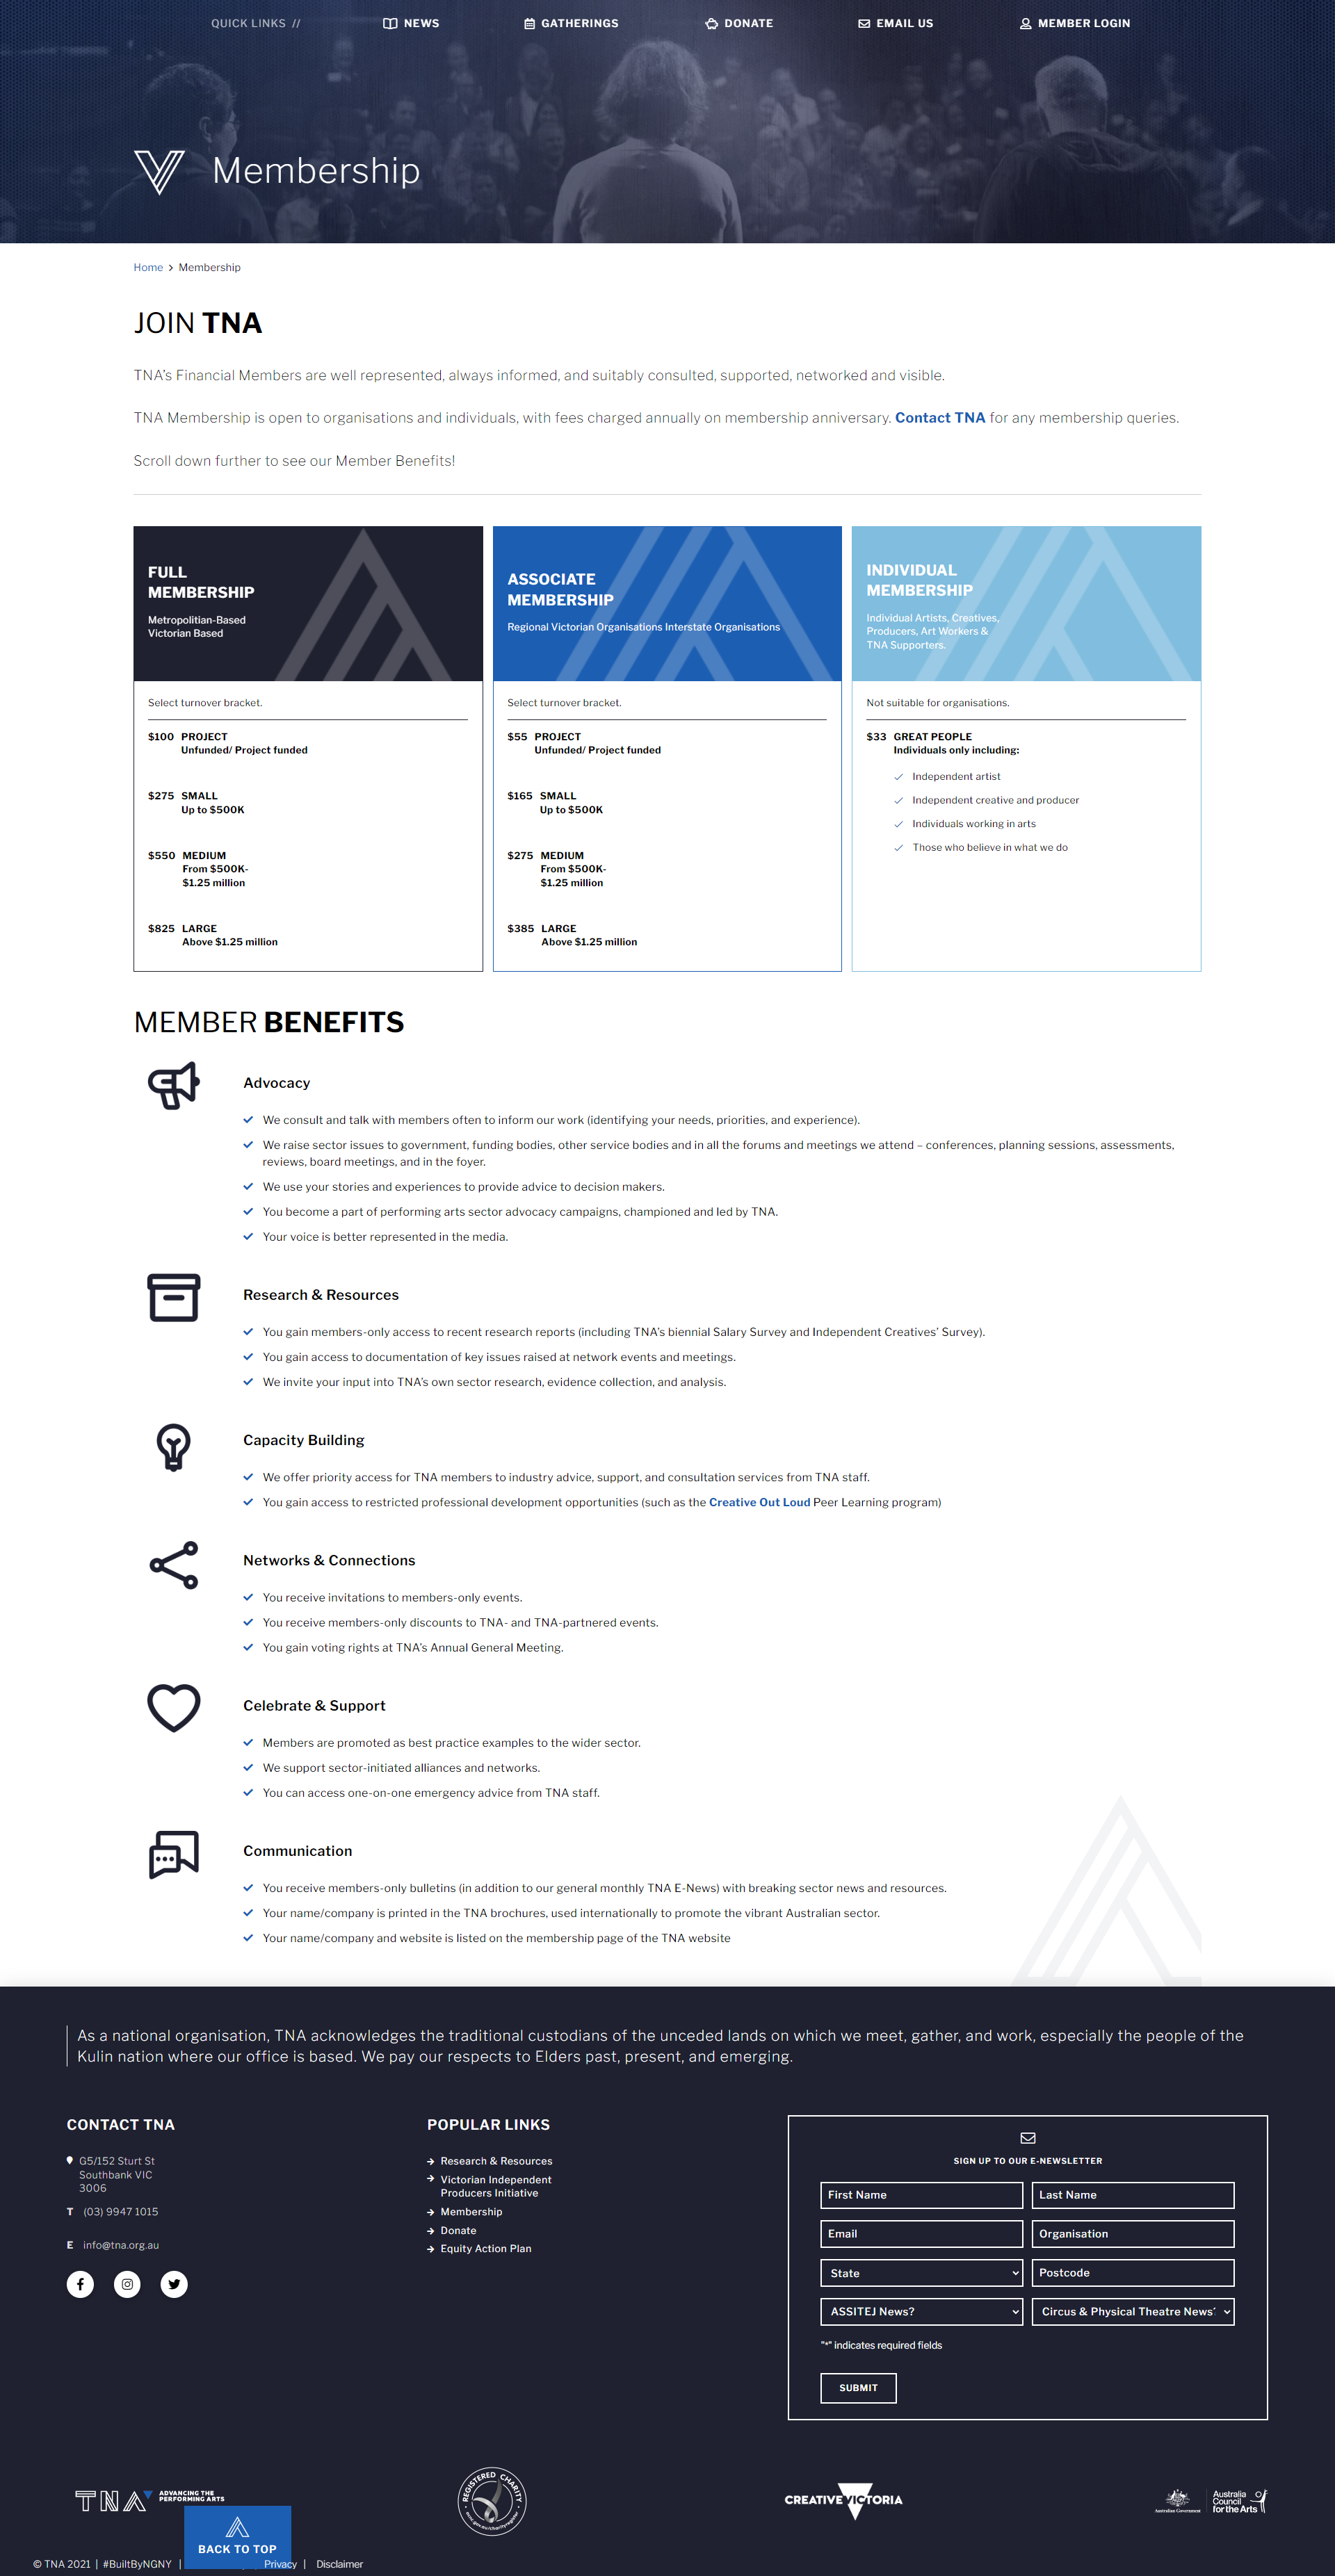 QUICK LINKS //
NEWS
GATHERINGS
DONATE
EMAIL US
MEMBER LOGIN
Membership
Home > Membership
JOIN TNA
TNA's Financial Members are well represented, always informed, and suitably consulted, supported, networked and visible.
TNA Membership is open to organisations and individuals, with fees charged annually on membership anniversary. Contact TNA for any membership queries.
Scroll down further to see our Member Benefits!
FULL
MEMBERSHIP
Metropolitian-Based
Victorian Based
Select turnover bracket.
$100 PROJECT
Unfunded/ Project funded
$275 SMALL
Up to $500K
$550 MEDIUM
From $500K-
$1.25 million
$825 LARGE
Above $1.25 million
ASSOCIATE
MEMBERSHIP
Regional Victorian Organisations Interstate Organisations
Select turnover bracket.
$55 PROJECT
Unfunded/ Project funded
$165 SMALL
Up to $500K
$275 MEDIUM
From $500K-
$1.25 million
$385 LARGE
Above $1.25 million
INDIVIDUAL
MEMBERSHIP
Individual Artists, Creatives,
Producers, Art Workers &
TNA Supporters.
Not suitable for organisations.
$33 GREAT PEOPLE
Individuals only including:
Independent artist
Independent creative and producer
Individuals working in arts
Those who believe in what we do
MEMBER BENEFITS
Advocacy
We consult and talk with members often to inform our work (identifying your needs, priorities, and experience).
We raise sector issues to government, funding bodies, other service bodies and in all the forums and meetings we attend – conferences, planning sessions, assessments,
reviews, board meetings, and in the foyer.
We use your stories and experiences to provide advice to decision makers.
You become a part of performing arts sector advocacy campaigns, championed and led by TNA.
Your voice is better represented in the media.
Research & Resources
You gain members-only access to recent research reports (including TNA's biennial Salary Survey and Independent Creatives' Survey).
You gain access to documentation of key issues raised at network events and meetings.
We invite your input into TNA's own sector research, evidence collection, and analysis.
Capacity Building
We offer priority access for TNA members to industry advice, support, and consultation services from TNA staff.
You gain access to restricted professional development opportunities (such as the Creative Out Loud Peer Learning program)
Networks & Connections
You receive invitations to members-only events.
You receive members-only discounts to TNA- and TNA-partnered events.
You gain voting rights at TNA's Annual General Meeting.
Celebrate & Support
Members are promoted as best practice examples to the wider sector.
We support sector-initiated alliances and networks.
You can access one-on-one emergency advice from TNA staff.
Communication
You receive members-only bulletins (in addition to our general monthly TNA E-News) with breaking sector news and resources.
Your name/company is printed in the TNA brochures, used internationally to promote the vibrant Australian sector.
Your name/company and website is listed on the membership page of the TNA website
As a national organisation, TNA acknowledges the traditional custodians of the unceded lands on which we meet, gather, and work, especially the people of the
Kulin nation where our office is based. We pay our respects to Elders past, present, and emerging.
CONTACT TNA
G5/152 Sturt St
Southbank VIC
3006
T (03) 9947 1015
E info@tna.org.au
POPULAR LINKS
Research & Resources
Victorian Independent
Producers Initiative
Membership
Donate
Equity Action Plan
SIGN UP TO OUR E-NEWSLETTER
First Name
Last Name
Email
Organisation
State
Postcode
ASSITEJ News?
Circus & Physical Theatre News
"*" indicates required fields
SUBMIT
TNA ADVANCING THE
PERFORMING ARTS
REGISTERED CHARITY
CREATIVE VICTORIA
Australian Government
Australia
Council
for the Arts
BACK TO TOP
© TNA 2021 | #BuiltByNGNY |
Privacy | Disclaimer